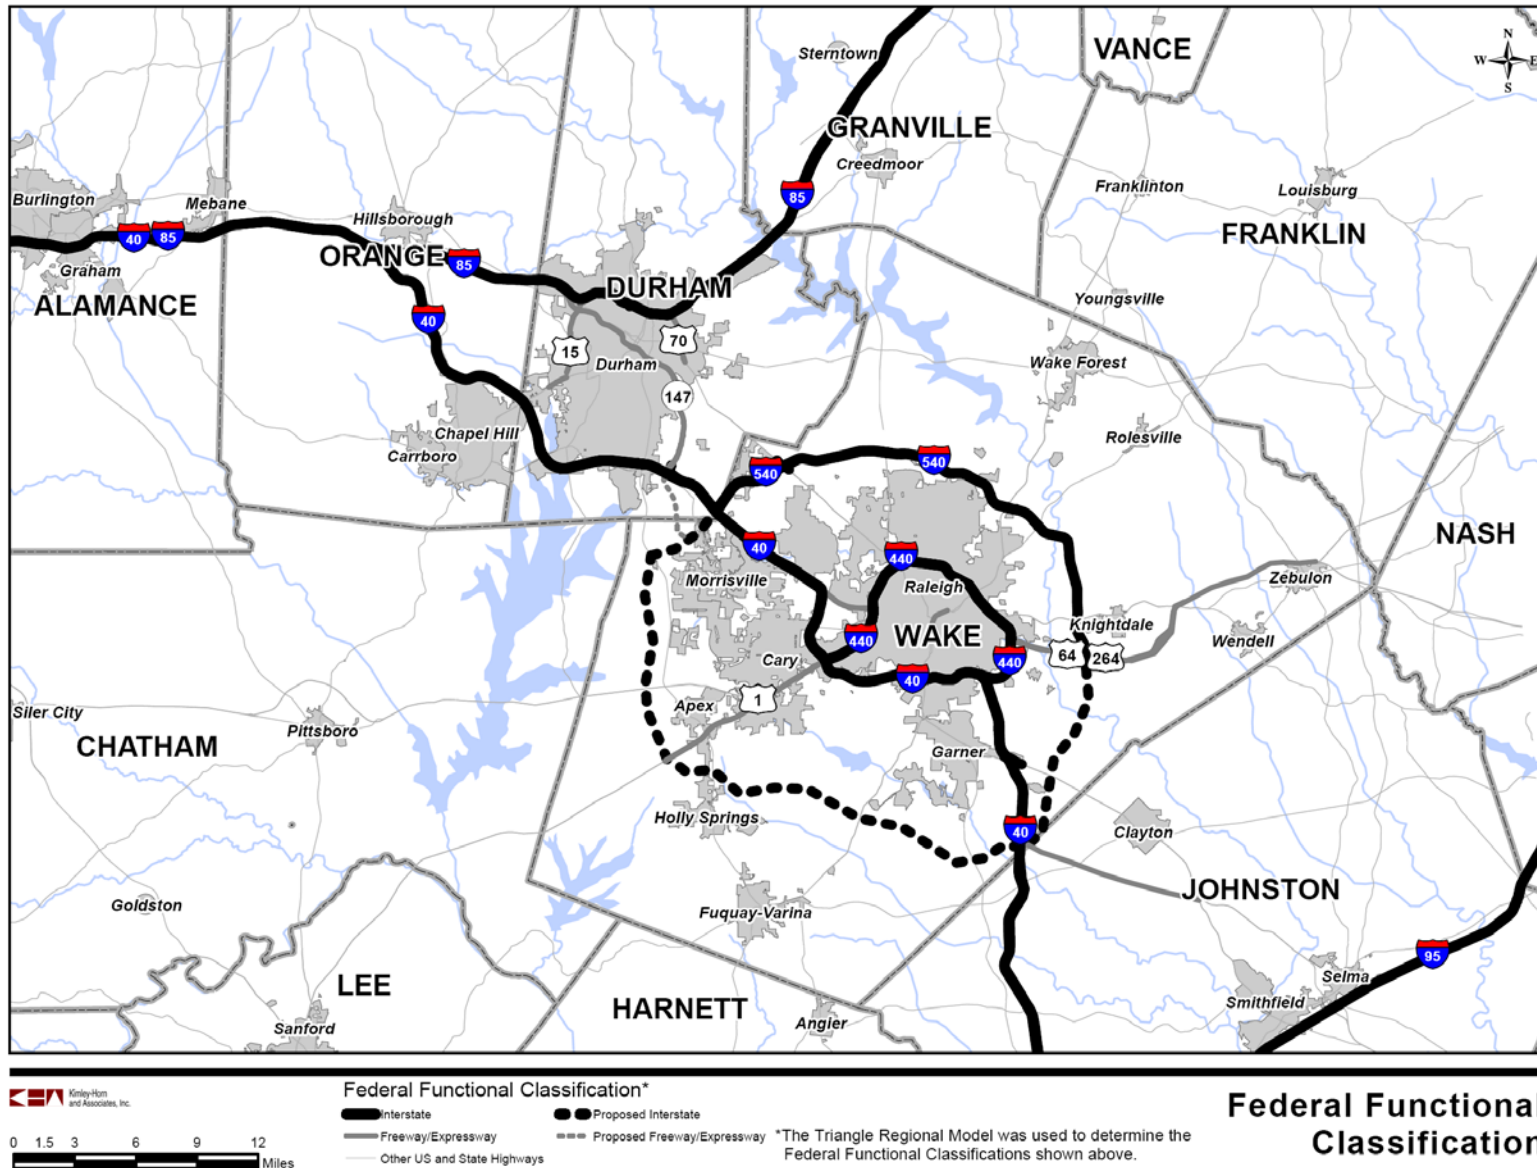 VANCE
N
W E
S
Sterntown
GRANVILLE
Creedmoor
85
Franklinton
Louisburg
FRANKLIN
Burlington
Mebane
Hillsborough
40 85
ORANGE
85
Graham
ALAMANCE
DURHAM
Youngsville
40
15
70
Durham
Wake Forest
147
Chapel Hill
Carrboro
Rolesville
540
540
NASH
40
440
Morrisville
Raleigh
Zebulon
Knightdale
440
WAKE
Wendell
Cary
440
64
264
40
1
Apex
Siler City
Pittsboro
CHATHAM
Garner
Holly Springs
40
Clayton
JOHNSTON
Goldston
Fuquay-Varina
95
Selma
LEE
Smithfield
HARNETT
Sanford
Angier
Kimley-Horn
and Associates, Inc.
0 1.5 3 6 9 12
Miles
Federal Functional Classification*
Interstate
Proposed Interstate
Freeway/Expressway
Proposed Freeway/Expressway
Other US and State Highways
*The Triangle Regional Model was used to determine the
Federal Functional Classifications shown above.
Federal Functional
Classification